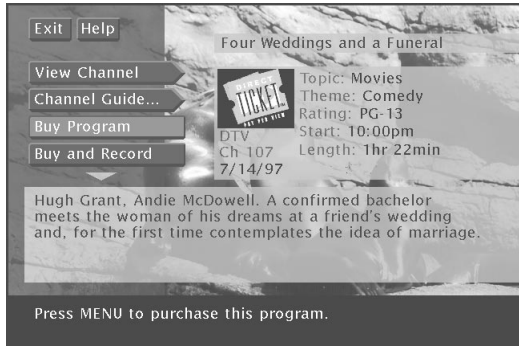 Exit Help
Four Weddings and a Funeral
View Channel
Channel Guide...
Buy Program
Buy and Record
DIRECT
TICKET
PAY PER VIEW
DTV
Ch 107
7/14/97
Topic: Movies
Theme: Comedy
Rating: PG-13
Start: 10:00pm
Length: 1hr 22min
Hugh Grant, Andie McDowell. A confirmed bachelor
meets the woman of his dreams at a friend's wedding
and, for the first time contemplates the idea of marriage.
Press MENU to purchase this program.